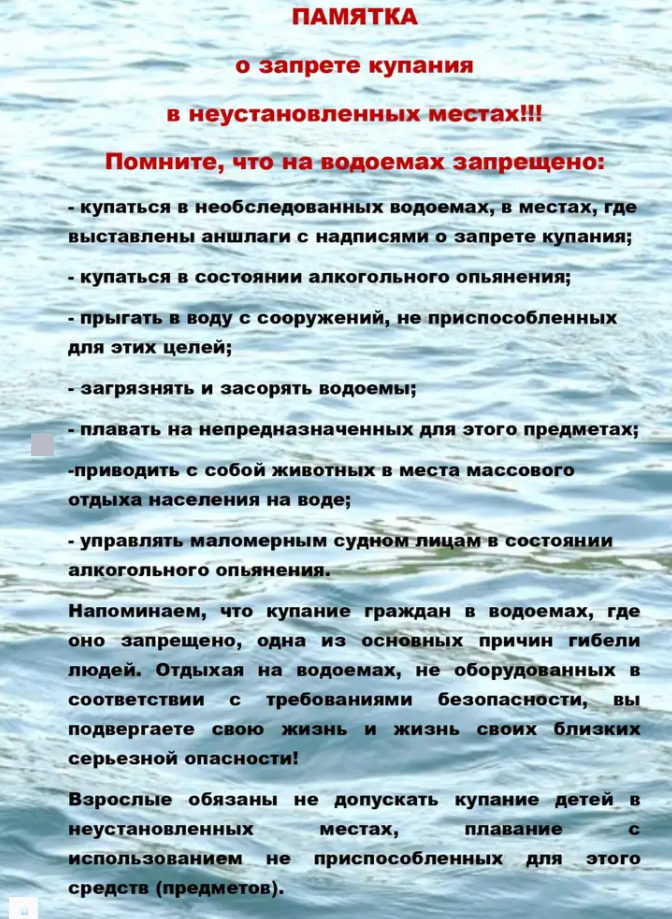 ПАМЯТКА
о запрете купания
в неустановленных местах!!!
Помните, что на водоемах запрещено:
- купаться в необследованных водоемах, в местах, где
выставлены аншлаги с надписями о запрете купания;
- купаться в состоянии алкогольного опьянения;
- прыгать в воду с сооружений, не приспособленных
для этих целей;
- загрязнять и засорять водоемы;
- плавать на непредназначенных для этого предметах;
-приводить с собой животных в места массового
отдыха населения на воде;
- управлять маломерным судном лицам в состоянии
алкогольного опьянения.
Напоминаем, что купание граждан в водоемах, где
оно запрещено, одна из основных причин гибели
людей. Отдыхая на водоемах, не оборудованных в
соответствии с требованиями безопасности, вы
подвергаете свою жизнь и жизнь своих близких
серьезной опасности!
Взрослые обязаны не допускать купание детей в
неустановленных местах, плавание с
использованием не приспособленных для этого
средств (предметов).